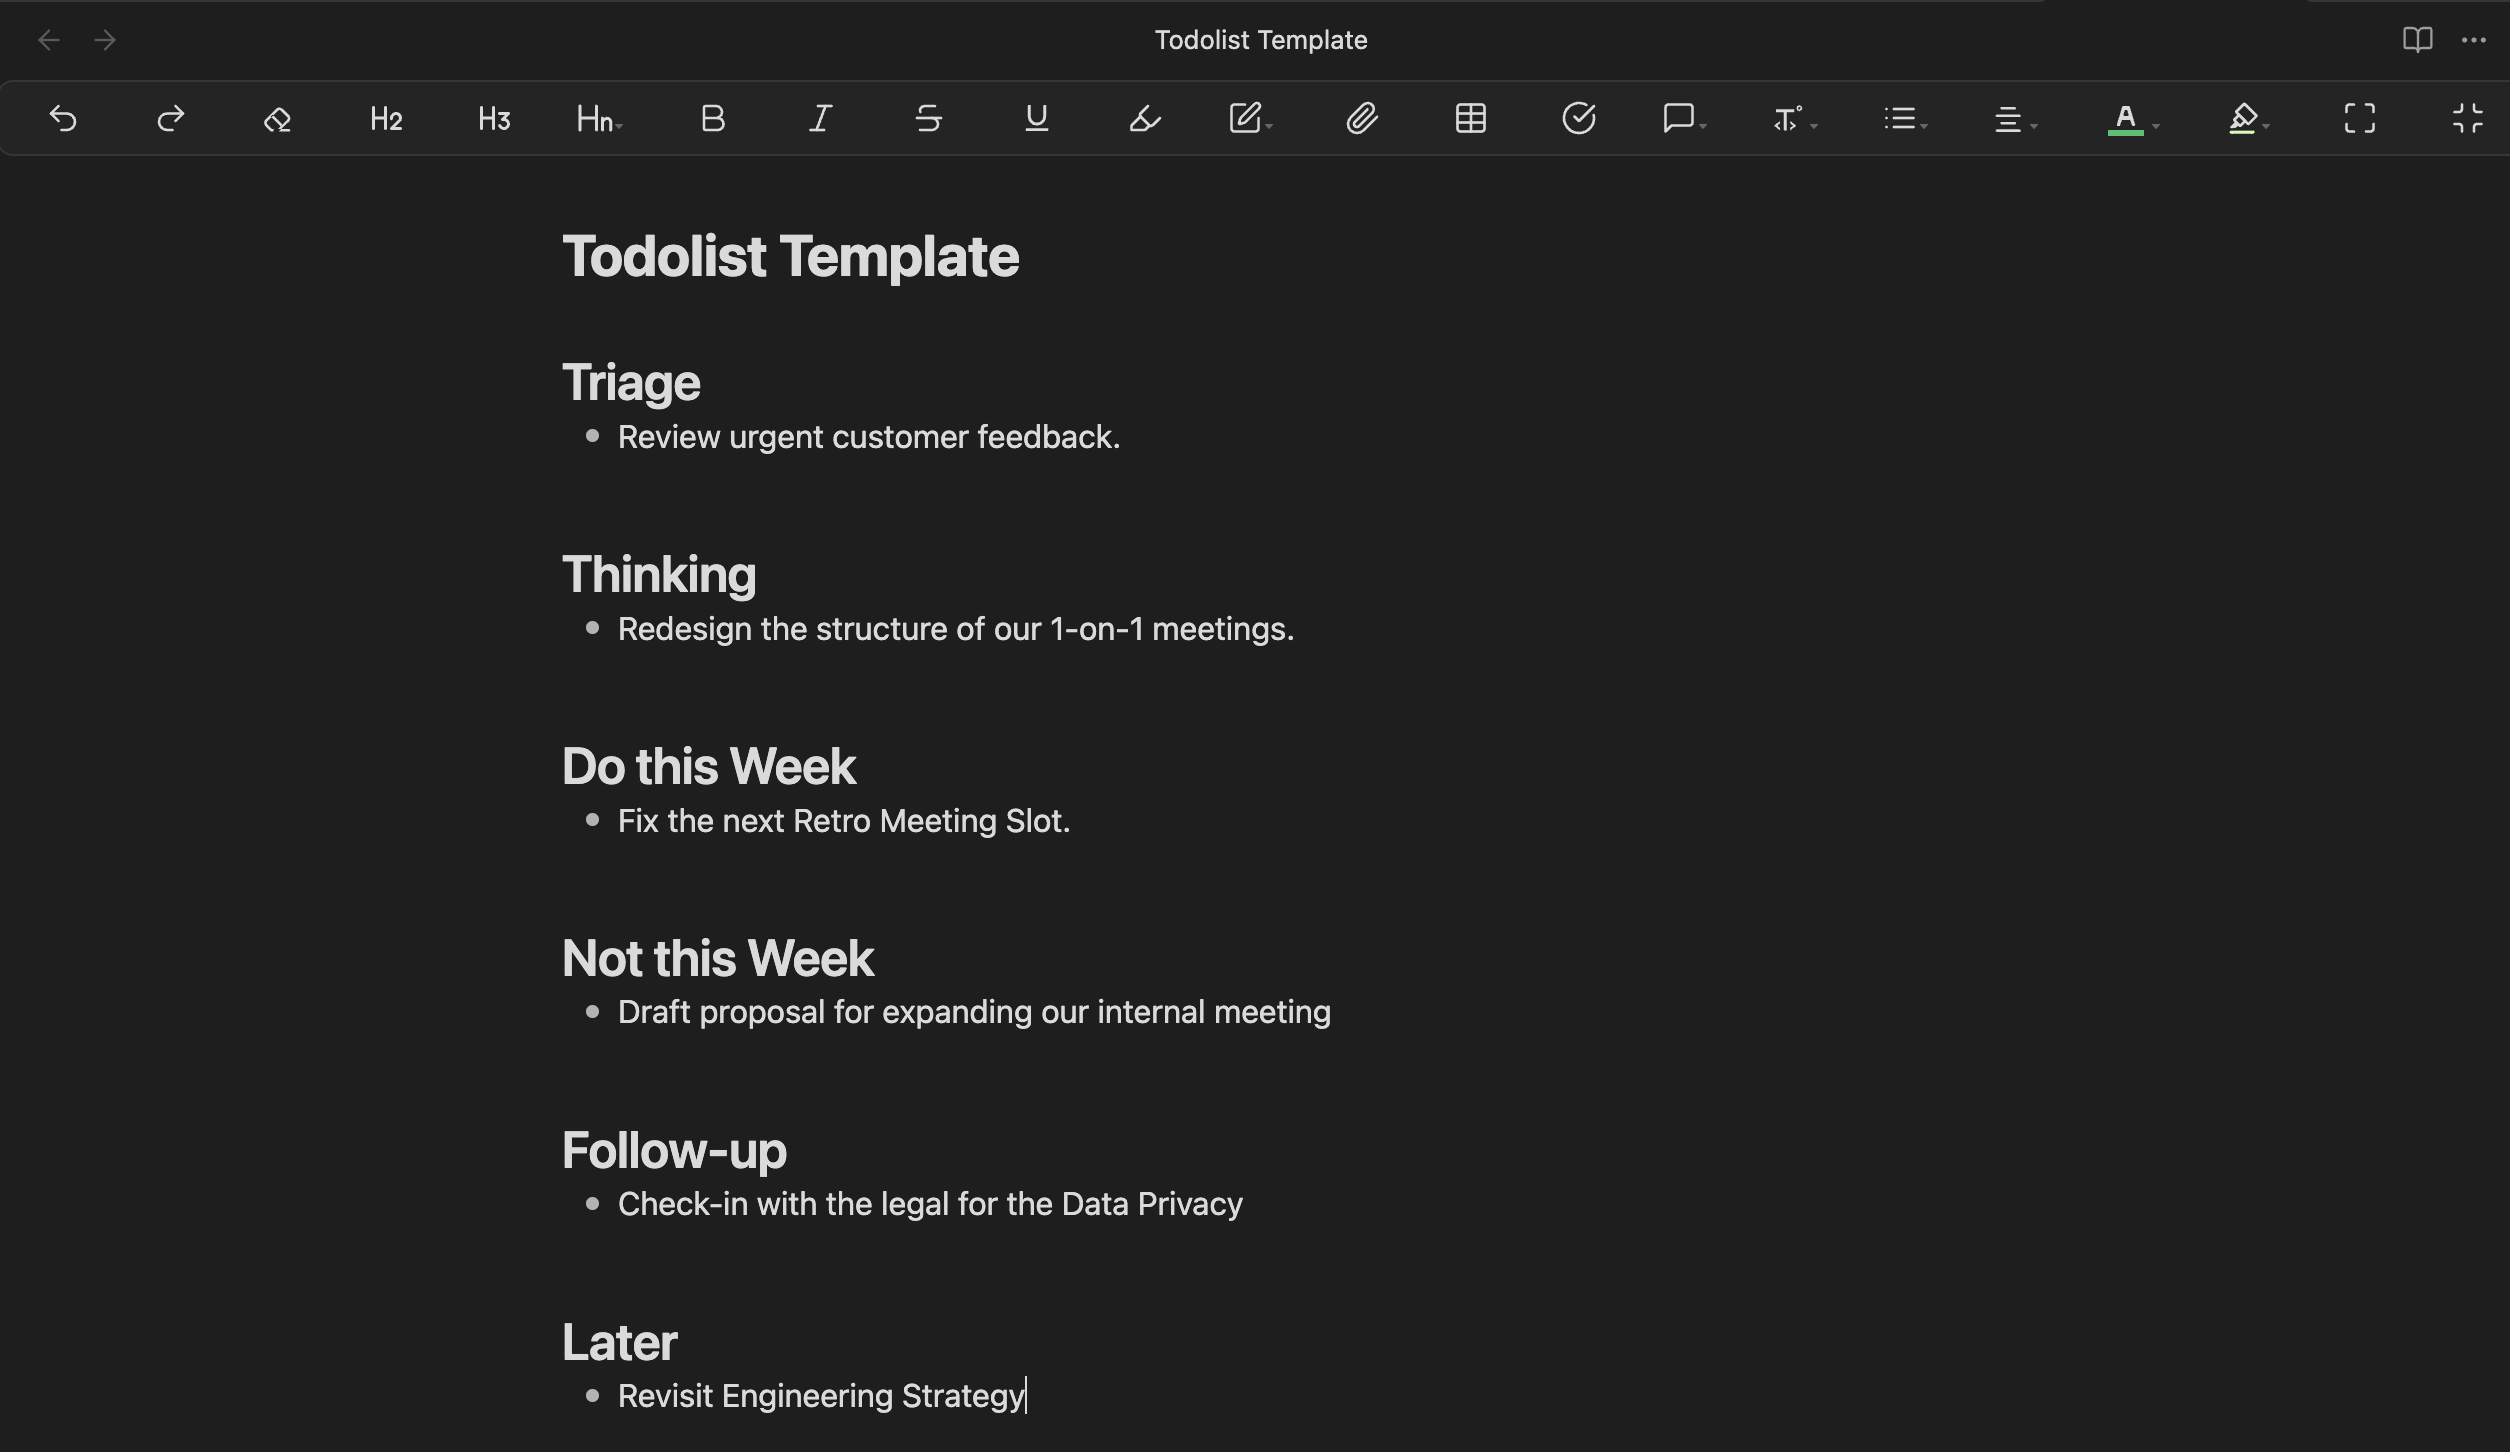 Todolist Template
H2 H3 Hn B I S U T A
Todolist Template
Triage
Review urgent customer feedback.
Thinking
Redesign the structure of our 1-on-1 meetings.
Do this Week
Fix the next Retro Meeting Slot.
Not this Week
Draft proposal for expanding our internal meeting
Follow-up
Check-in with the legal for the Data Privacy
Later
Revisit Engineering Strategy